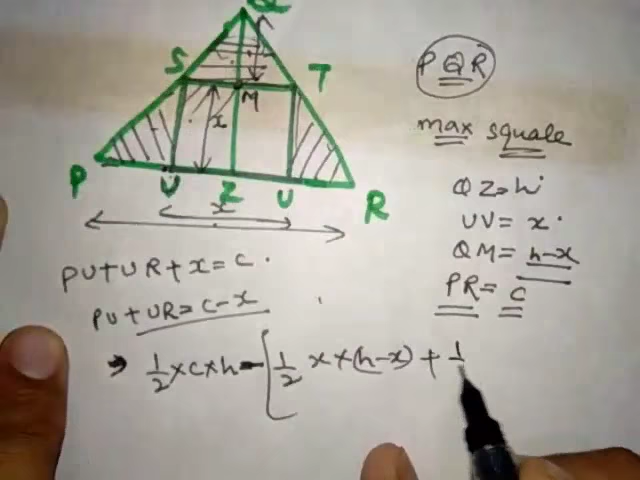 Q
S
T
M
x
P
U
Z
U
R
x
PQR
max square
QZ=h
UV= x
QM= h-x
PR= c
PU+UR+x=c.
PU+UR=c-x
→ 1/2 x c x h - [ 1/2 x x (h-x) + 1/